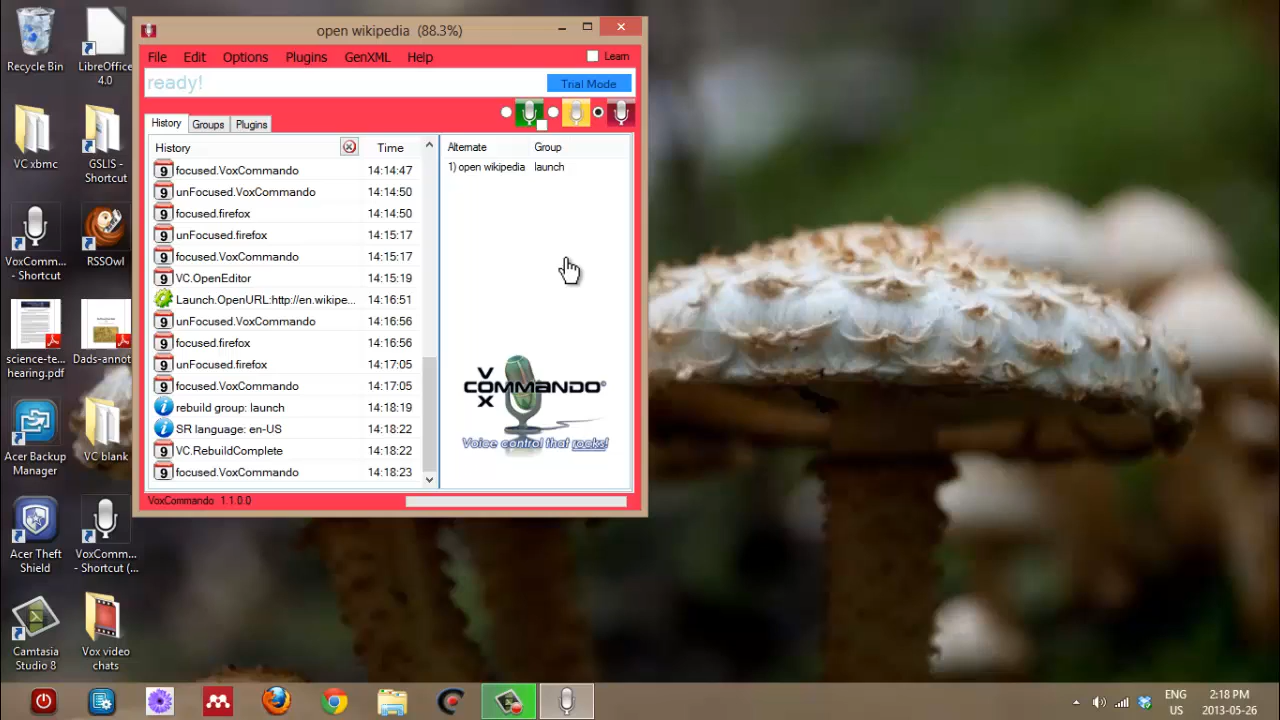 open wikipedia (88.3%)
File Edit Options Plugins GenXML Help Learn
ready! Trial Mode
History Groups Plugins
History Time
focused.VoxCommando 14:14:47
unFocused.VoxCommando 14:14:50
focused.firefox 14:14:50
unFocused.firefox 14:15:17
focused.VoxCommando 14:15:17
VC.OpenEditor 14:15:19
Launch.OpenURL:http://en.wikipe... 14:16:51
unFocused.VoxCommando 14:16:56
focused.firefox 14:16:56
unFocused.firefox 14:17:05
focused.VoxCommando 14:17:05
rebuild group: launch 14:18:19
SR language: en-US 14:18:22
VC.RebuildComplete 14:18:22
focused.VoxCommando 14:18:23
Alternate Group
1) open wikipedia launch
VOX COMMANDO
Voice control that rocks!
VoxCommando 1.1.0.0
Recycle Bin
LibreOffice 4.0
VC xbmc
GSLIS - Shortcut
VoxComm... - Shortcut
RSSOwl
science-te... hearing.pdf
Dads-annot...
Acer Backup Manager
VC blank
Acer Theft Shield
VoxComm... - Shortcut (...
Camtasia Studio 8
Vox video chats
ENG 2:18 PM
US 2013-05-26